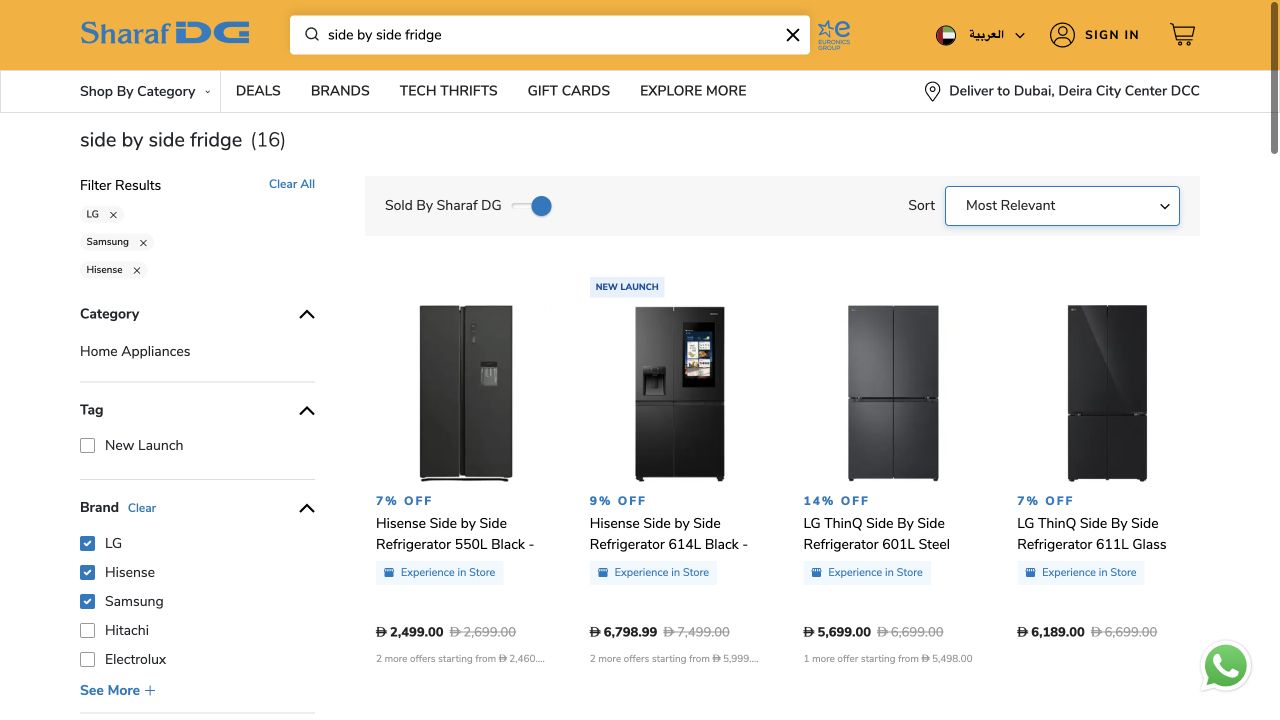 Sharaf DG
side by side fridge
EURONICS
GROUP
العربية
SIGN IN
Shop By Category
DEALS
BRANDS
TECH THRIFTS
GIFT CARDS
EXPLORE MORE
Deliver to Dubai, Deira City Center DCC
side by side fridge (16)
Filter Results
Clear All
LG
Samsung
Hisense
Category
Home Appliances
Tag
New Launch
Brand Clear
LG
Hisense
Samsung
Hitachi
Electrolux
See More +
Sold By Sharaf DG
Sort
Most Relevant
7% OFF
Hisense Side by Side
Refrigerator 550L Black -
Experience in Store
2,499.00 2,699.00
2 more offers starting from 2,460....
NEW LAUNCH
9% OFF
Hisense Side by Side
Refrigerator 614L Black -
Experience in Store
6,798.99 7,499.00
2 more offers starting from 5,999....
14% OFF
LG ThinQ Side By Side
Refrigerator 601L Steel
Experience in Store
5,699.00 6,699.00
1 more offer starting from 5,498.00
7% OFF
LG ThinQ Side By Side
Refrigerator 611L Glass
Experience in Store
6,189.00 6,699.00